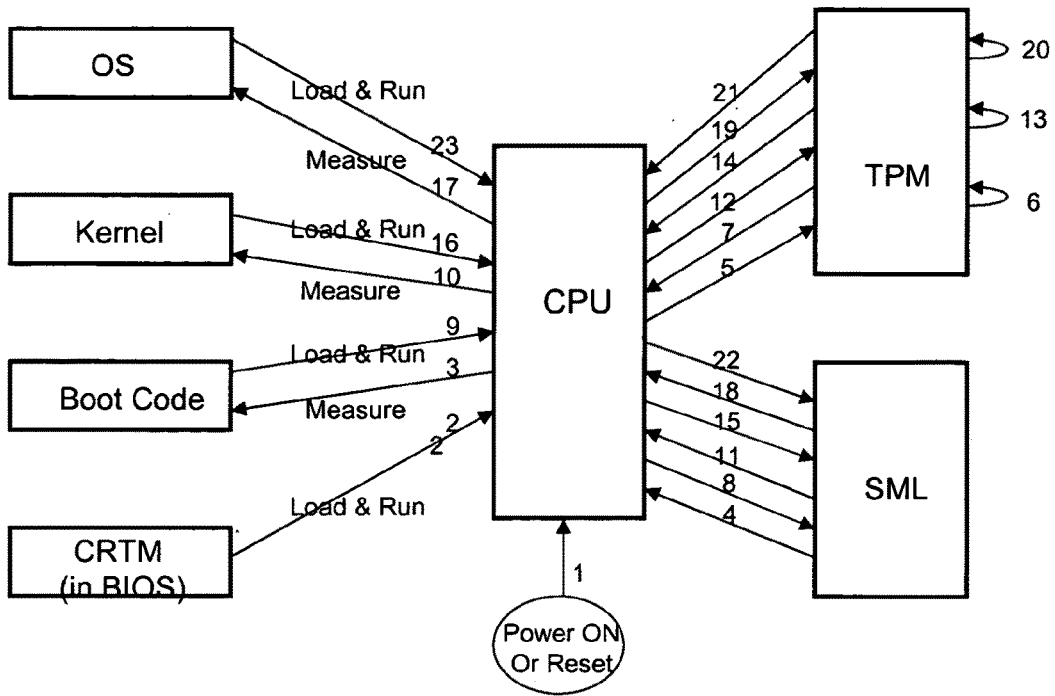 OS
Load & Run
23
Measure
17
Kernel
Load & Run
16
10
Measure
9
Load & Run
Boot Code
3
Measure
2
2
Load & Run
CRTM
(in BIOS)
CPU
1
Power ON
Or Reset
21
19
14
12
7
5
TPM
20
13
6
22
18
15
11
8
4
SML